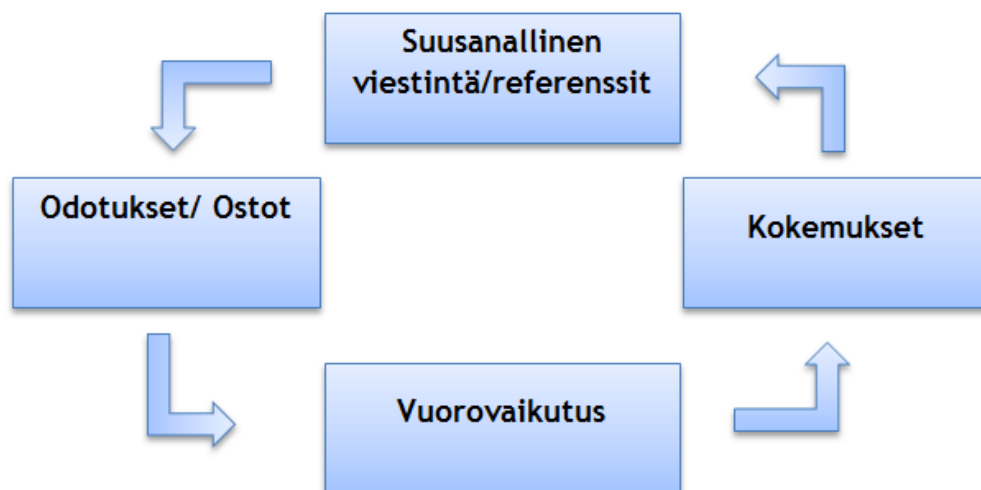 Suusanallinen
viestintä/referenssit
Odotukset/ Ostot
Kokemukset
Vuorovaikutus